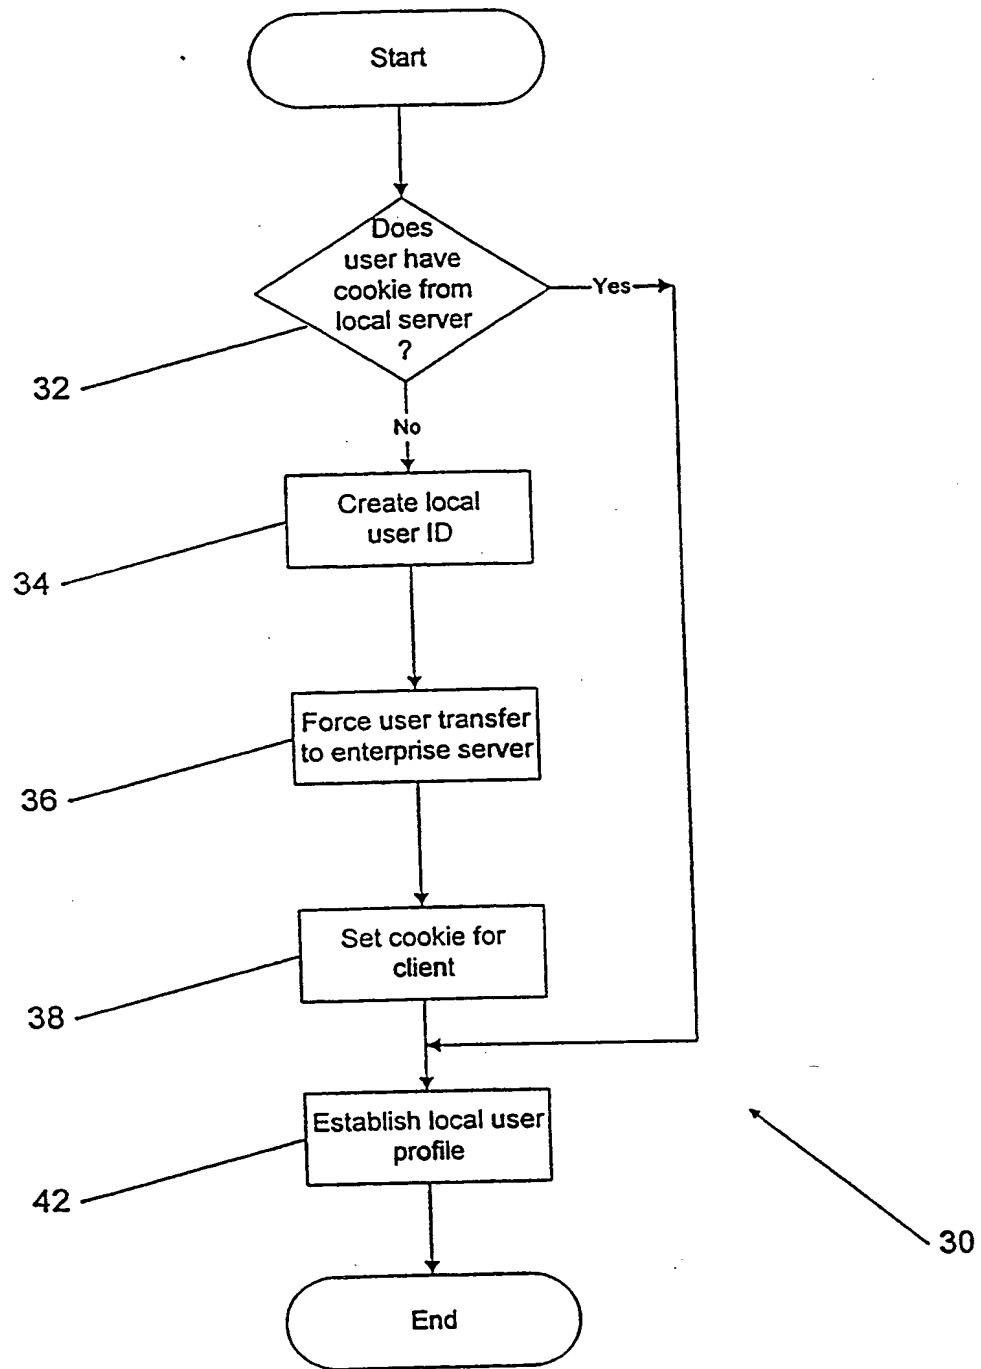 Start
Does
user have
cookie from
local server
?
Yes
32
No
Create local
user ID
34
Force user transfer
to enterprise server
36
Set cookie for
client
38
Establish local user
profile
42
30
End